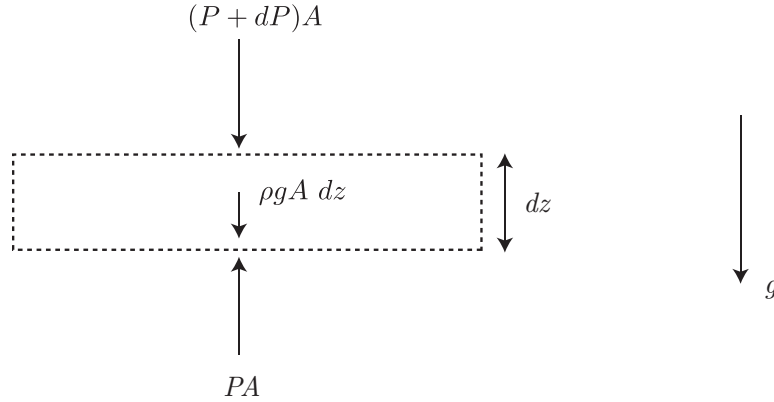 (P + dP)A
ρgA dz
dz
g
PA